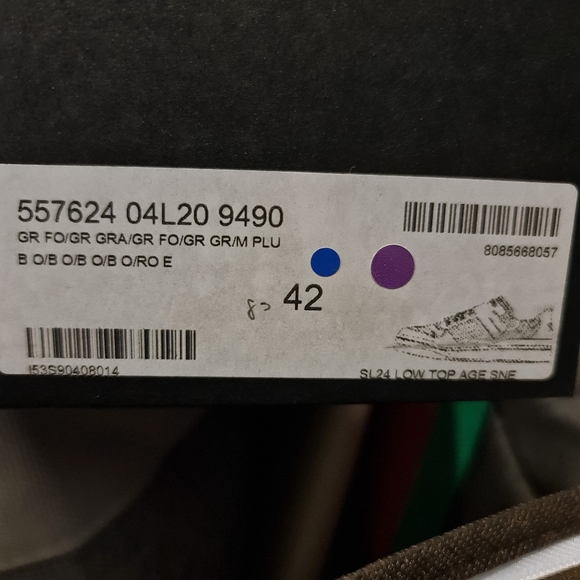 557624 04L20 9490
GR FO/GR GRA/GR FO/GR GR/M PLU
B O/B O/B O/B O/RO E
8085668057
42
I53S90408014
SL24 LOW TOP AGE SNE